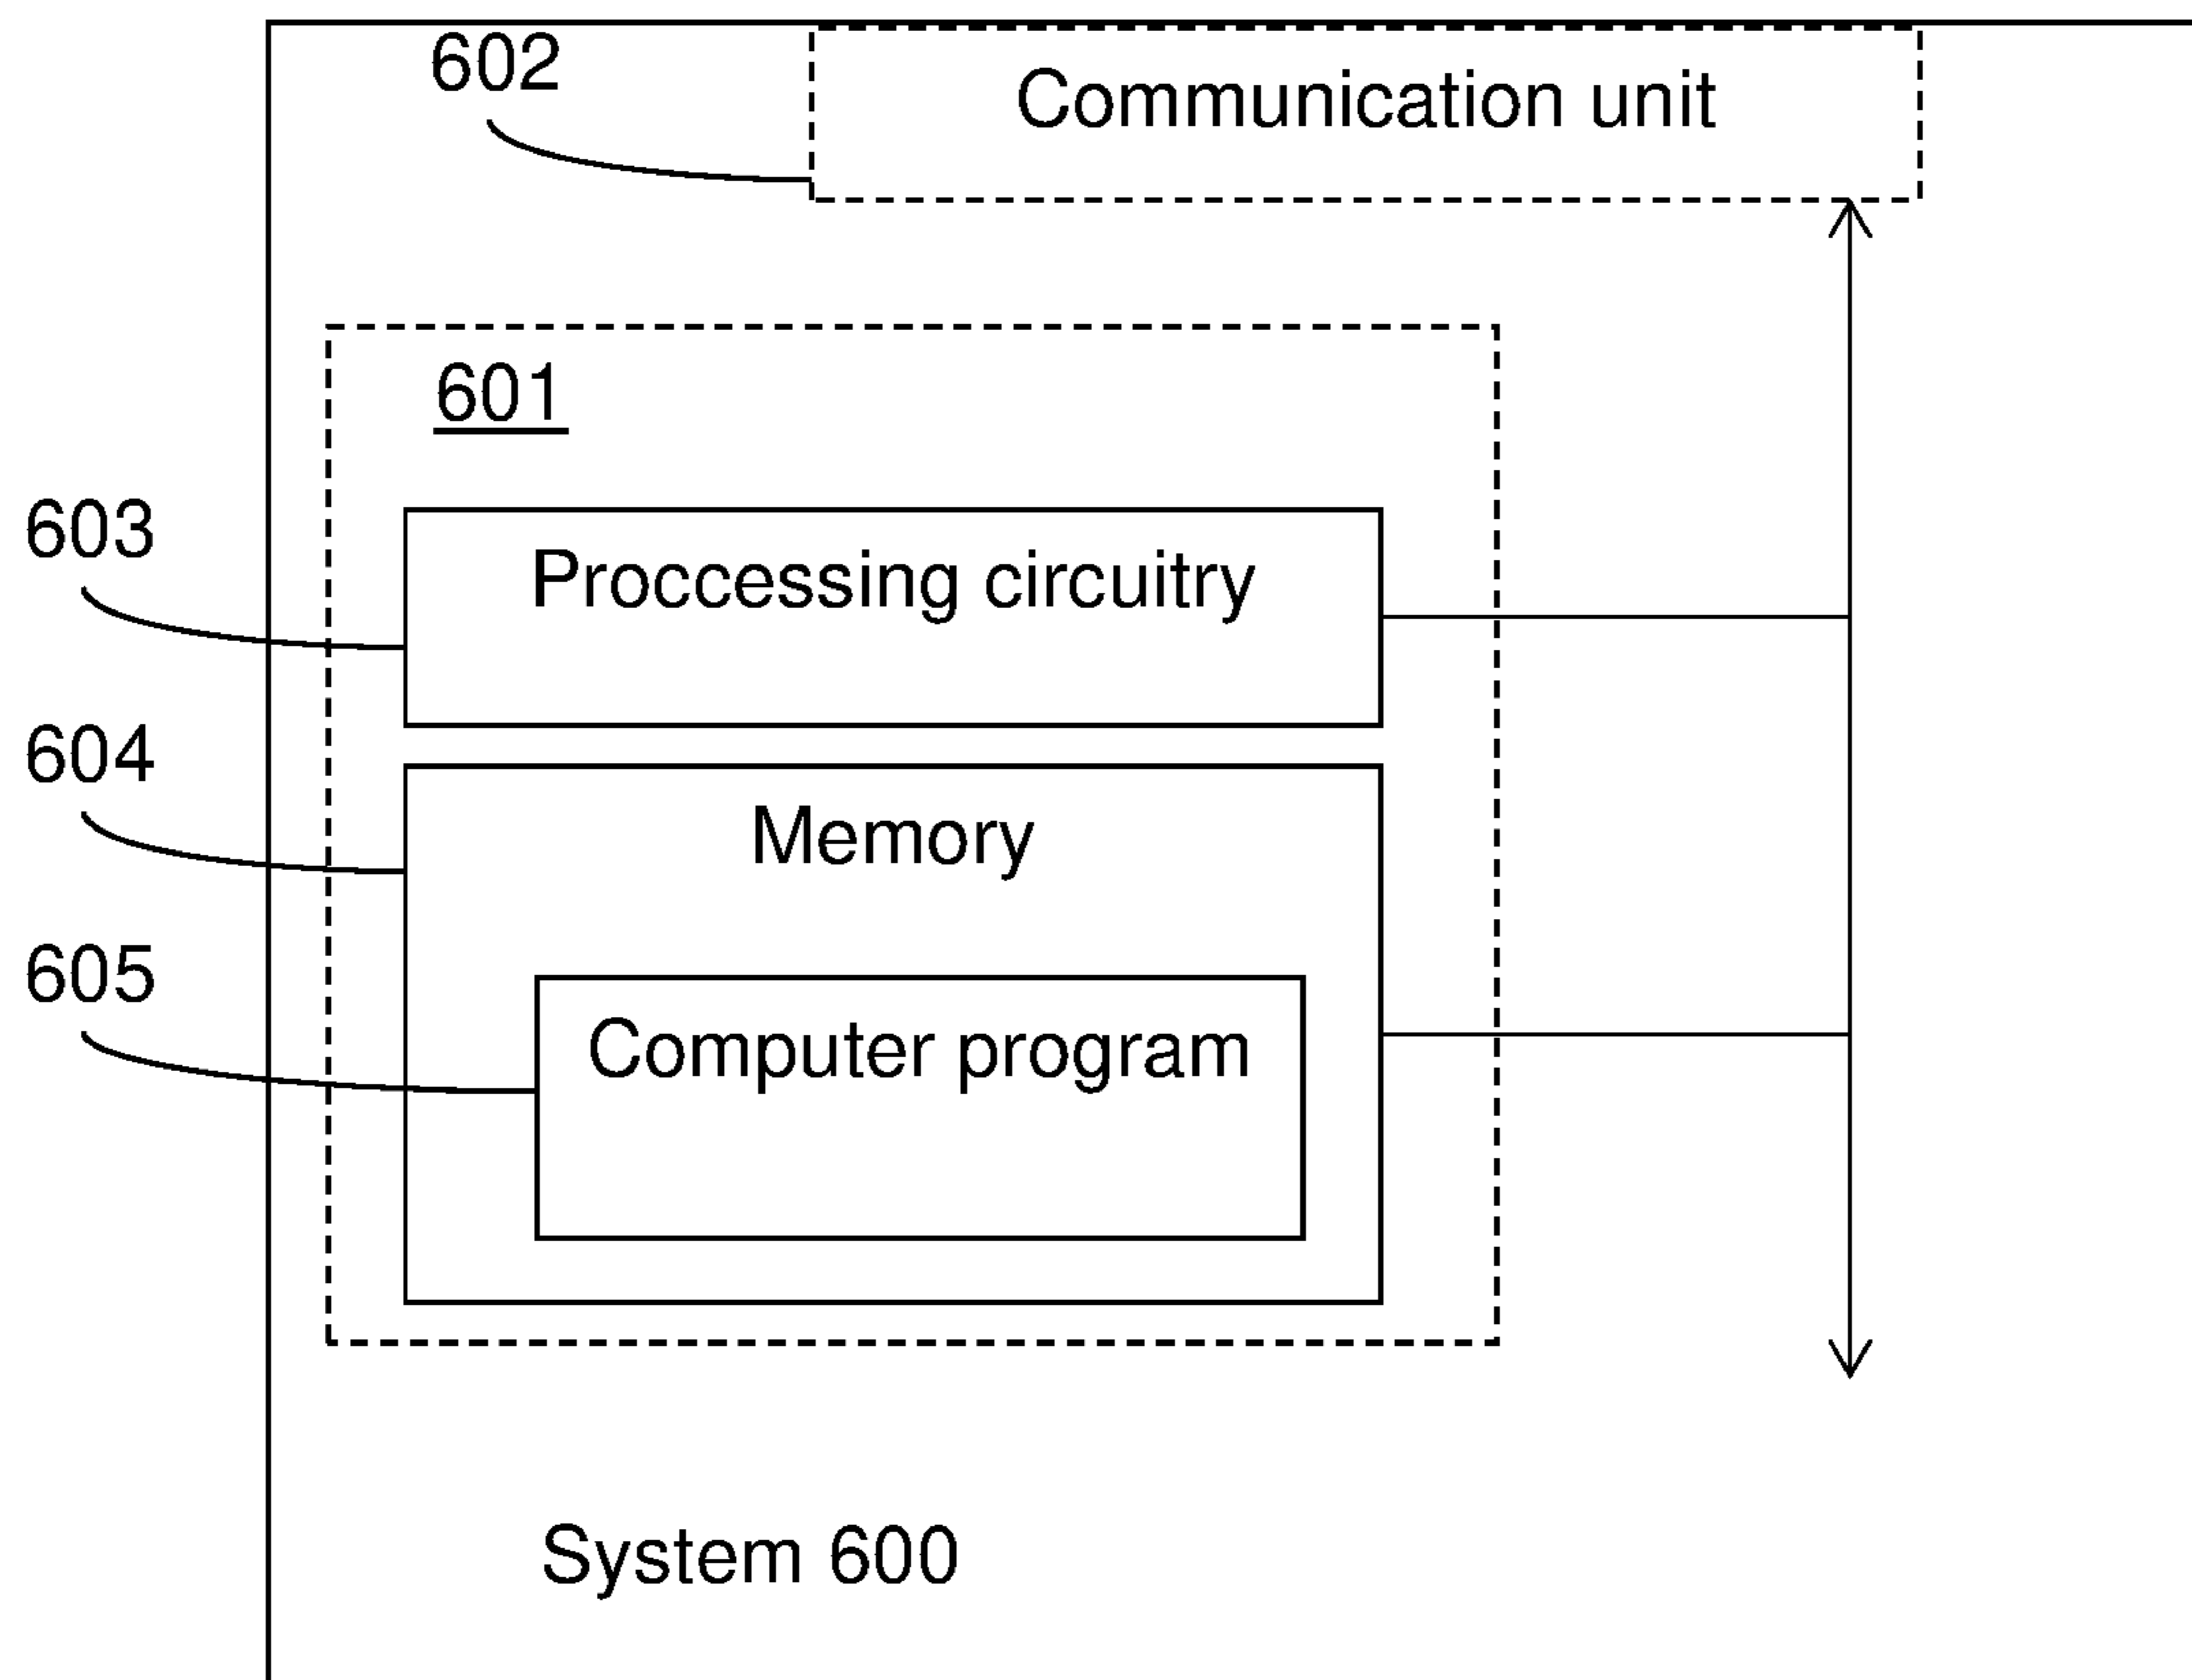 602
Communication unit
601
603
Proccessing circuitry
604
Memory
605
Computer program
System 600